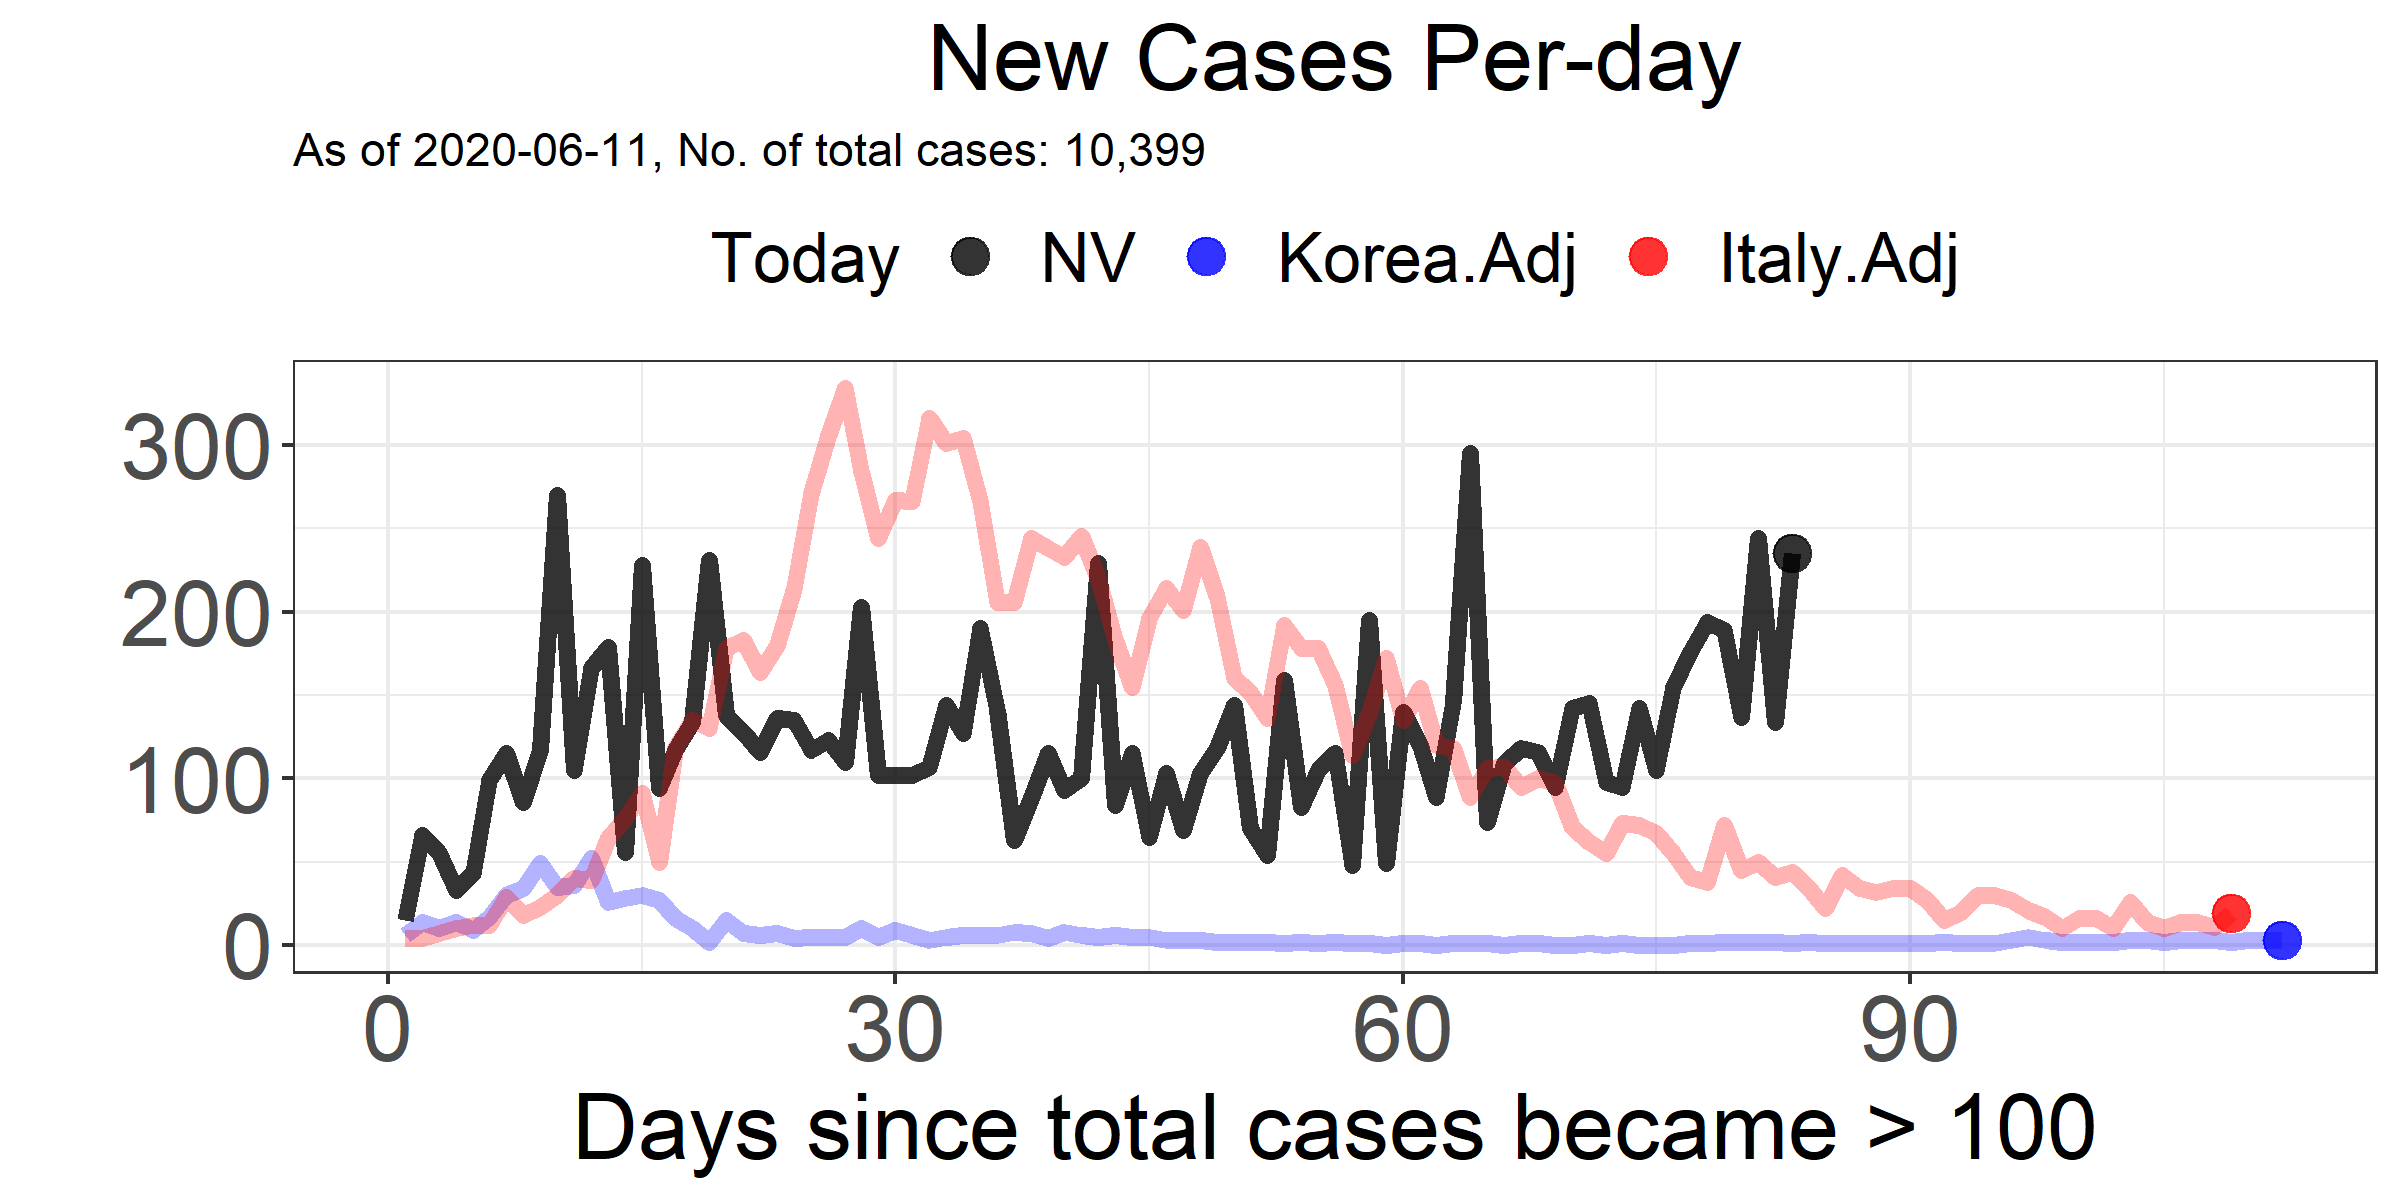 New Cases Per-day
As of 2020-06-11, No. of total cases: 10,399
Today NV Korea.Adj Italy.Adj
300
200
100
0
0 30 60 90
Days since total cases became > 100